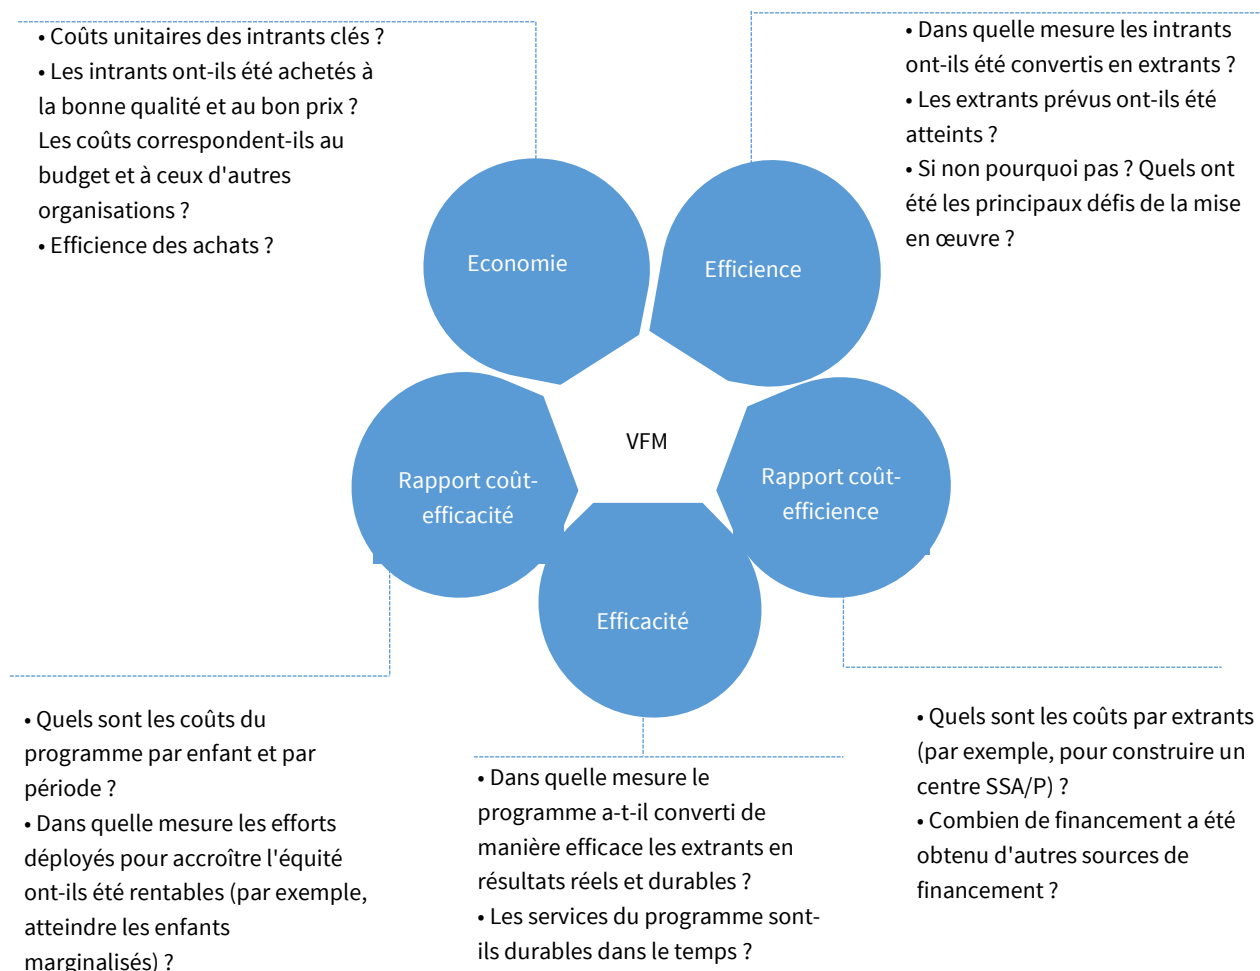 • Coûts unitaires des intrants clés ?
• Les intrants ont-ils été achetés à
la bonne qualité et au bon prix ?
Les coûts correspondent-ils au
budget et à ceux d'autres
organisations ?
• Efficience des achats ?
• Dans quelle mesure les intrants
ont-ils été convertis en extrants ?
• Les extrants prévus ont-ils été
atteints ?
• Si non pourquoi pas ? Quels ont
été les principaux défis de la mise
en œuvre ?
Economie
Efficience
VFM
Rapport coût-
efficacité
Rapport coût-
efficience
Efficacité
• Quels sont les coûts du
programme par enfant et par
période ?
• Dans quelle mesure les efforts
déployés pour accroître l'équité
ont-ils été rentables (par exemple,
atteindre les enfants
marginalisés) ?
• Dans quelle mesure le
programme a-t-il converti de
manière efficace les extrants en
résultats réels et durables ?
• Les services du programme sont-
ils durables dans le temps ?
• Quels sont les coûts par extrants
(par exemple, pour construire un
centre SSA/P) ?
• Combien de financement a été
obtenu d'autres sources de
financement ?